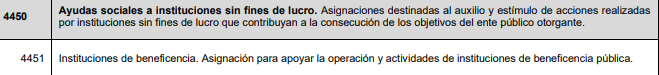 4450 Ayudas sociales a instituciones sin fines de lucro. Asignaciones destinadas al auxilio y estímulo de acciones realizadas
por instituciones sin fines de lucro que contribuyan a la consecución de los objetivos del ente público otorgante.
4451 Instituciones de beneficencia. Asignación para apoyar la operación y actividades de instituciones de beneficencia pública.